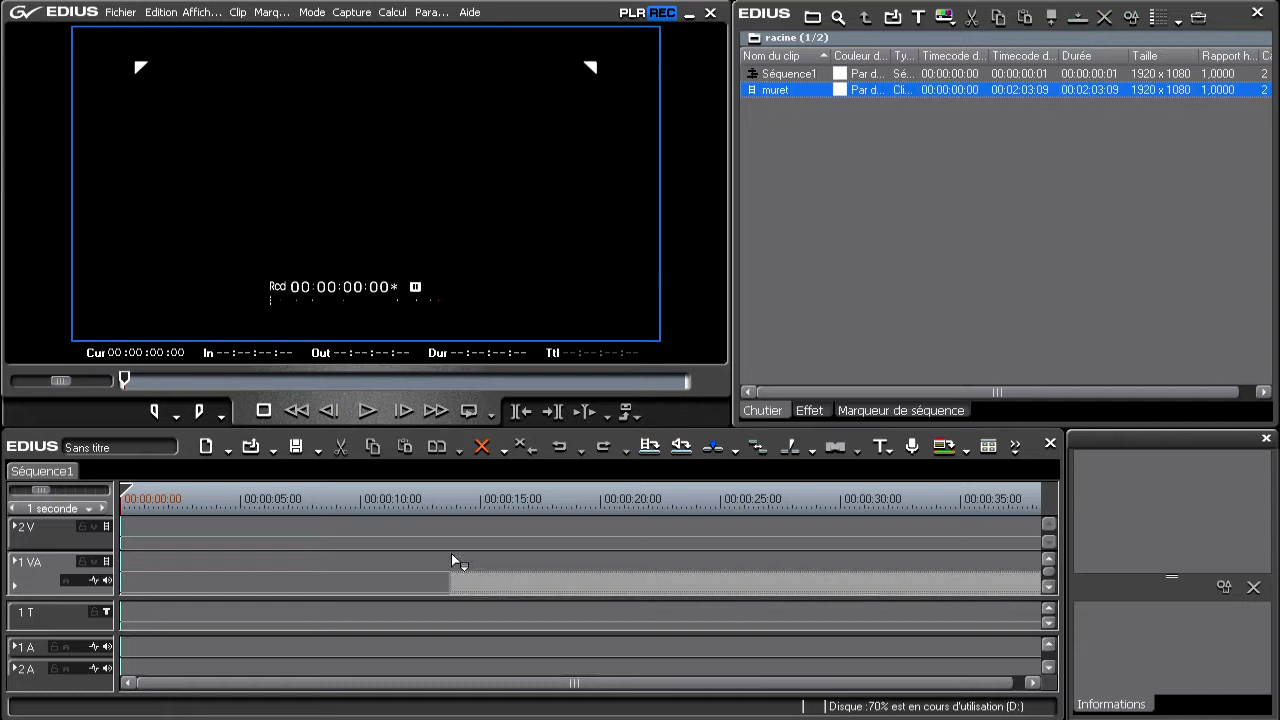 EDIUS Fichier Edition Affich... Clip Marq... Mode Capture Calcul Para... Aide PLR REC
Rcd 00:00:00:00*
Cur 00:00:00:00 In --:--:--:-- Out --:--:--:-- Dur --:--:--:-- Ttl --:--:--:--
EDIUS
racine (1/2)
Nom du clip Couleur d... Ty... Timecode d... Timecode d... Durée Taille Rapport h...
Séquence1 Par d... Sé... 00:00:00:00 00:00:00:01 00:00:00:01 1920 x 1080 1,0000 2
muret Par d... Cli... 00:00:00:00 00:02:03:09 00:02:03:09 1920 x 1080 1,0000 2
Chutier Effet Marqueur de séquence
EDIUS Sans titre
Séquence1
00:00:00:00 00:00:05:00 00:00:10:00 00:00:15:00 00:00:20:00 00:00:25:00 00:00:30:00 00:00:35:00
1 seconde
2 V
1 VA
1 T T
1 A
2 A
Disque :70% est en cours d'utilisation (D:)
Informations